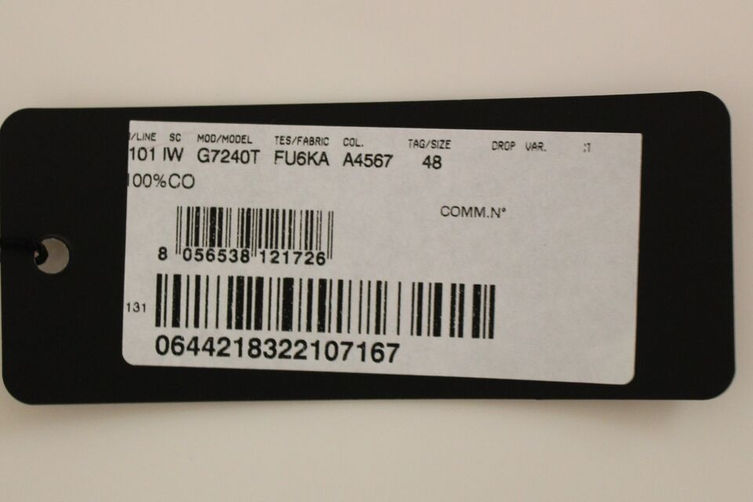 /LINE SC MOD/MODEL TES/FABRIC COL. TAG/SIZE DROP VAR.
101 IW G7240T FU6KA A4567 48
100%CO
COMM.N°
8 056538 121726
131
0644218322107167